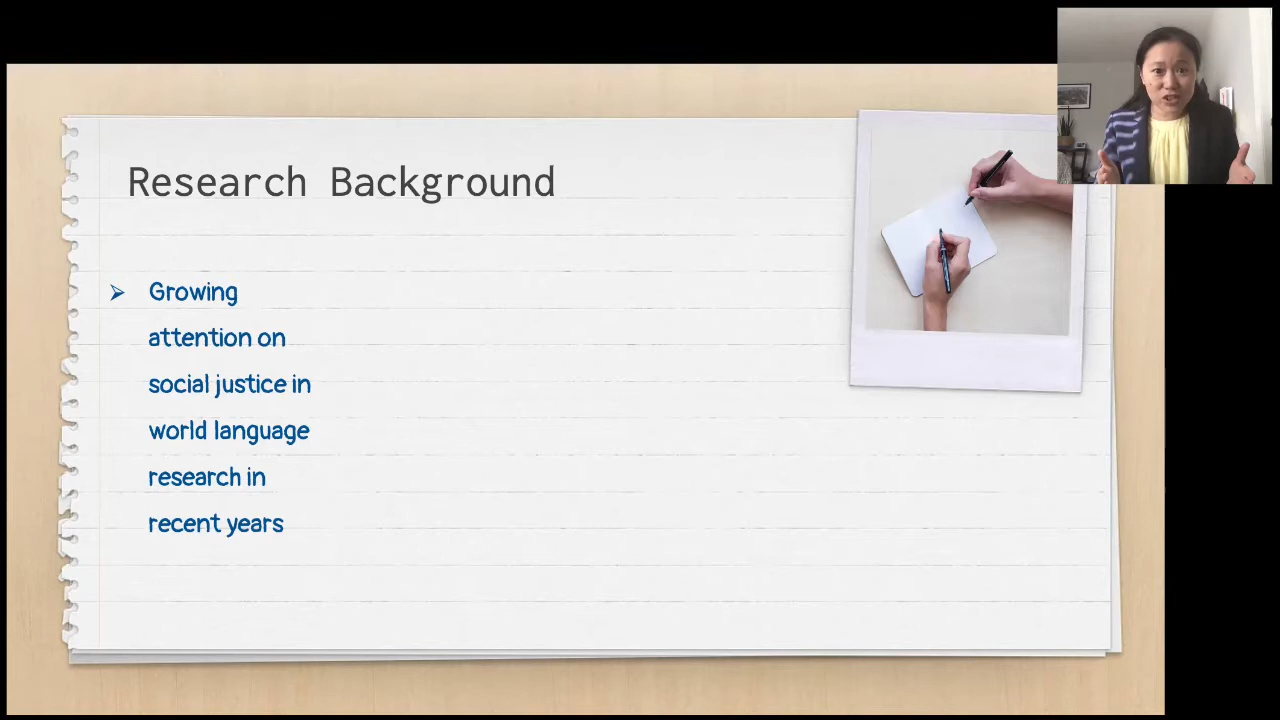 Research Background
➢ Growing
attention on
social justice in
world language
research in
recent years